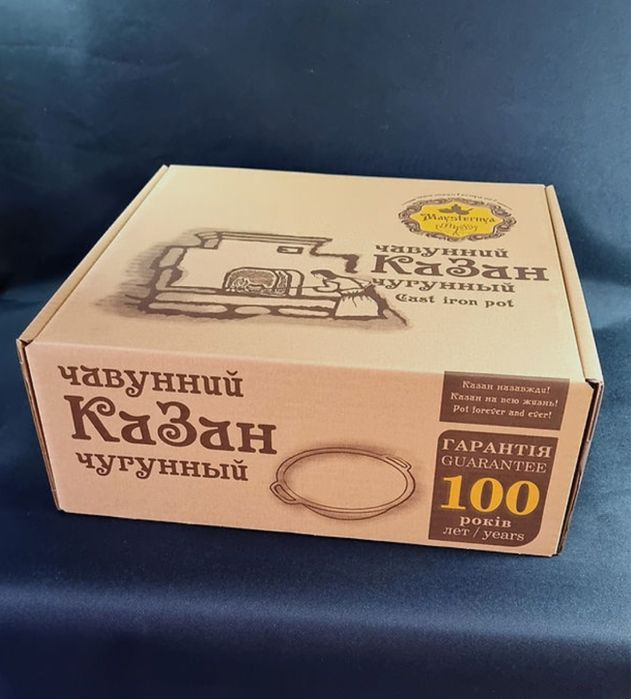 Maysternya
чавунний
Казан
чугунный
Cast iron pot
чавунний
Казан
чугунный
Казан назавжди!
Казан на всю жизнь!
Pot forever and ever!
ГАРАНТІЯ
GUARANTEE
100
років
лет / years